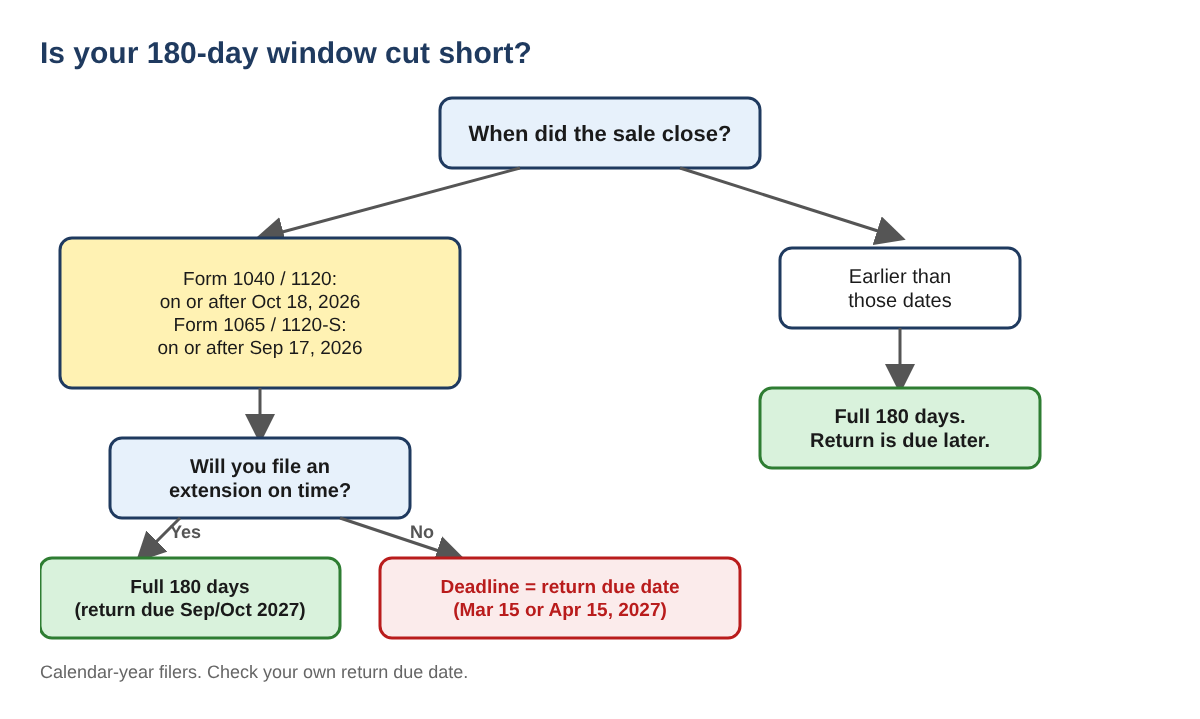 Is your 180-day window cut short?
When did the sale close?
Form 1040 / 1120:
on or after Oct 18, 2026
Form 1065 / 1120-S:
on or after Sep 17, 2026
Earlier than
those dates
Full 180 days.
Return is due later.
Will you file an
extension on time?
Yes
No
Full 180 days
(return due Sep/Oct 2027)
Deadline = return due date
(Mar 15 or Apr 15, 2027)
Calendar-year filers. Check your own return due date.